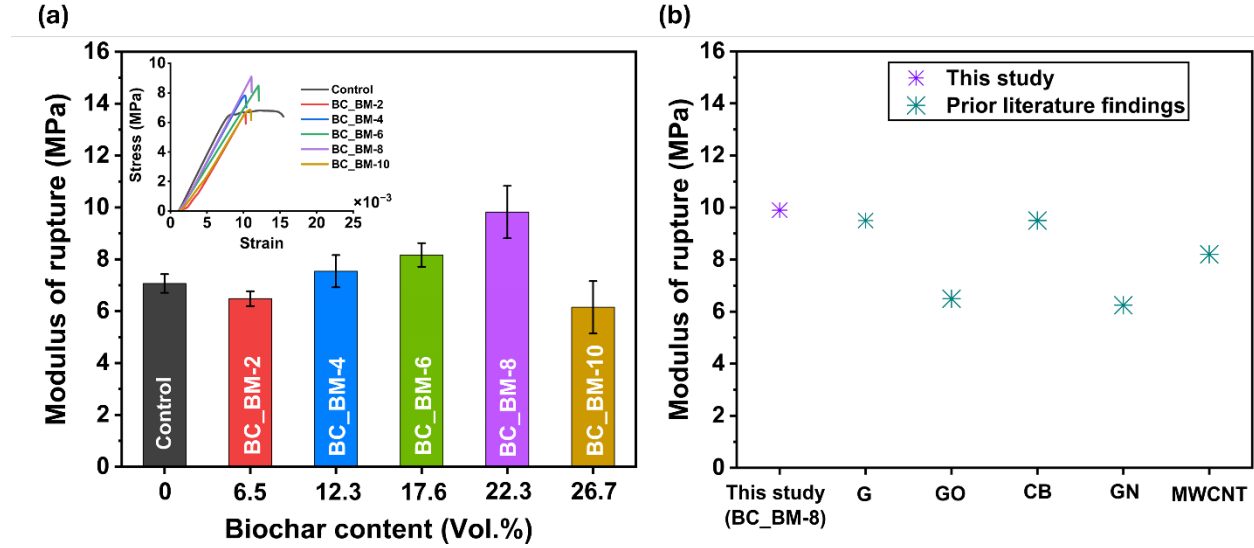 (a)
Modulus of rupture (MPa)
16
14
12
10
8
6
4
2
0
Stress (MPa)
10
8
6
4
2
0
0 5 10 15 20 25
×10⁻³
Strain
Control
BC_BM-2
BC_BM-4
BC_BM-6
BC_BM-8
BC_BM-10
Control
BC_BM-2
BC_BM-4
BC_BM-6
BC_BM-8
BC_BM-10
0 6.5 12.3 17.6 22.3 26.7
Biochar content (Vol.%)
(b)
Modulus of rupture (MPa)
16
14
12
10
8
6
4
2
0
This study
Prior literature findings
This study
(BC_BM-8)
G
GO
CB
GN
MWCNT